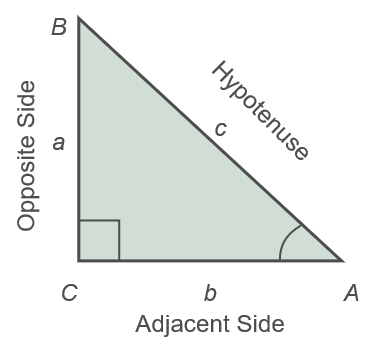 B
Opposite Side
a
Hypotenuse
c
C
b
A
Adjacent Side